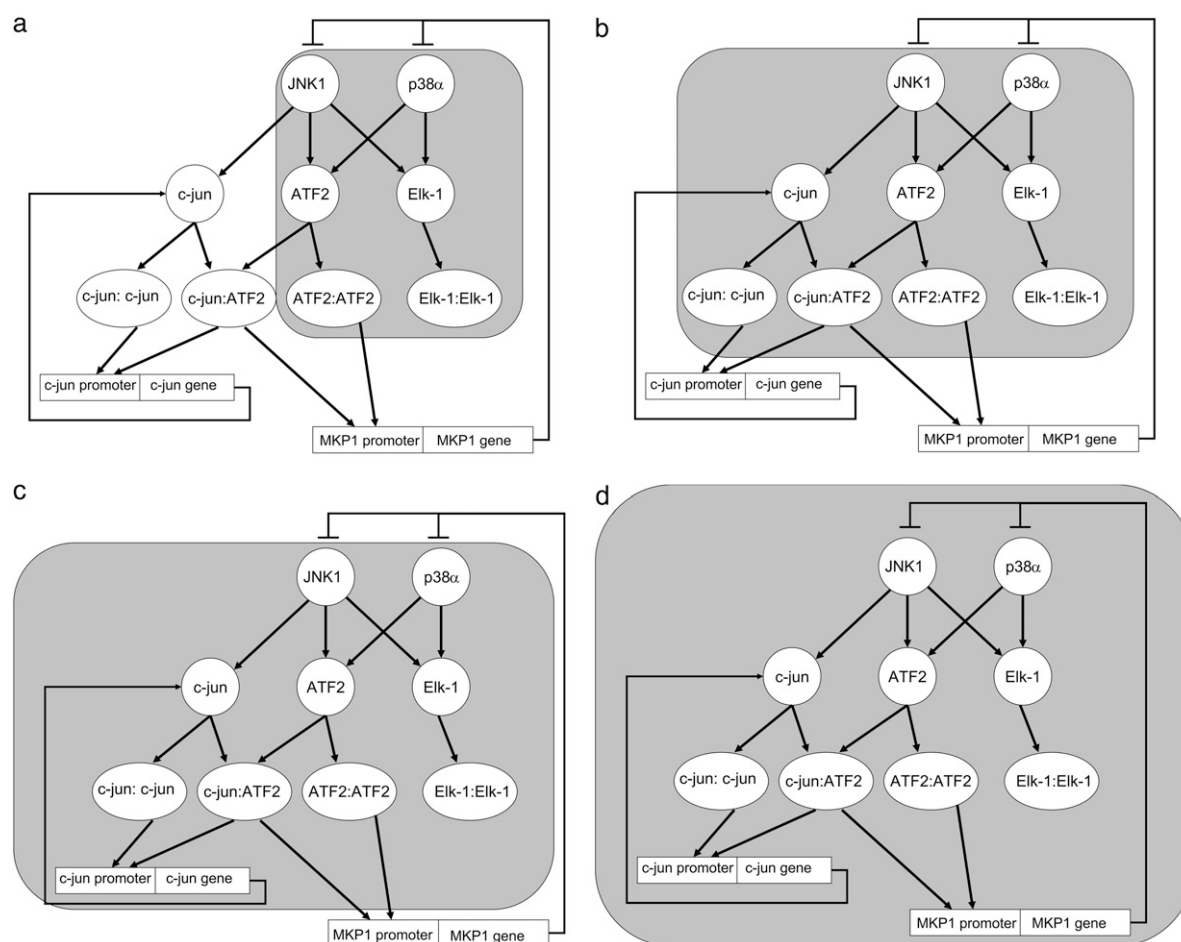 a
JNK1 p38α
c-jun ATF2 Elk-1
c-jun: c-jun c-jun:ATF2 ATF2:ATF2 Elk-1:Elk-1
c-jun promoter c-jun gene
MKP1 promoter MKP1 gene
b
JNK1 p38α
c-jun ATF2 Elk-1
c-jun: c-jun c-jun:ATF2 ATF2:ATF2 Elk-1:Elk-1
c-jun promoter c-jun gene
MKP1 promoter MKP1 gene
c
JNK1 p38α
c-jun ATF2 Elk-1
c-jun: c-jun c-jun:ATF2 ATF2:ATF2 Elk-1:Elk-1
c-jun promoter c-jun gene
MKP1 promoter MKP1 gene
d
JNK1 p38α
c-jun ATF2 Elk-1
c-jun: c-jun c-jun:ATF2 ATF2:ATF2 Elk-1:Elk-1
c-jun promoter c-jun gene
MKP1 promoter MKP1 gene